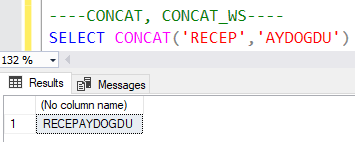 ----CONCAT, CONCAT_WS----
SELECT CONCAT('RECEP','AYDOGDU')
132 %
Results Messages
(No column name)
1 RECEPAYDOGDU